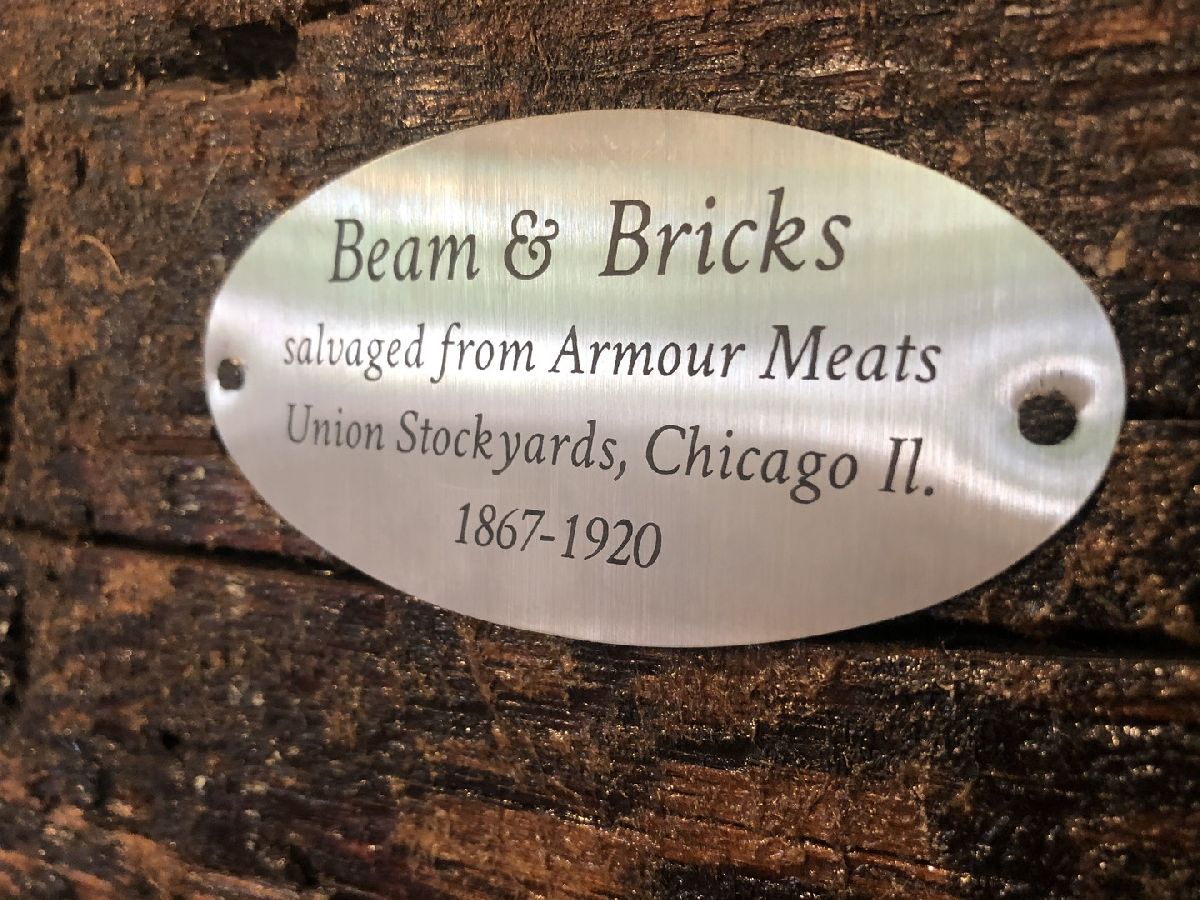 Beam & Bricks
salvaged from Armour Meats
Union Stockyards, Chicago Il.
1867-1920